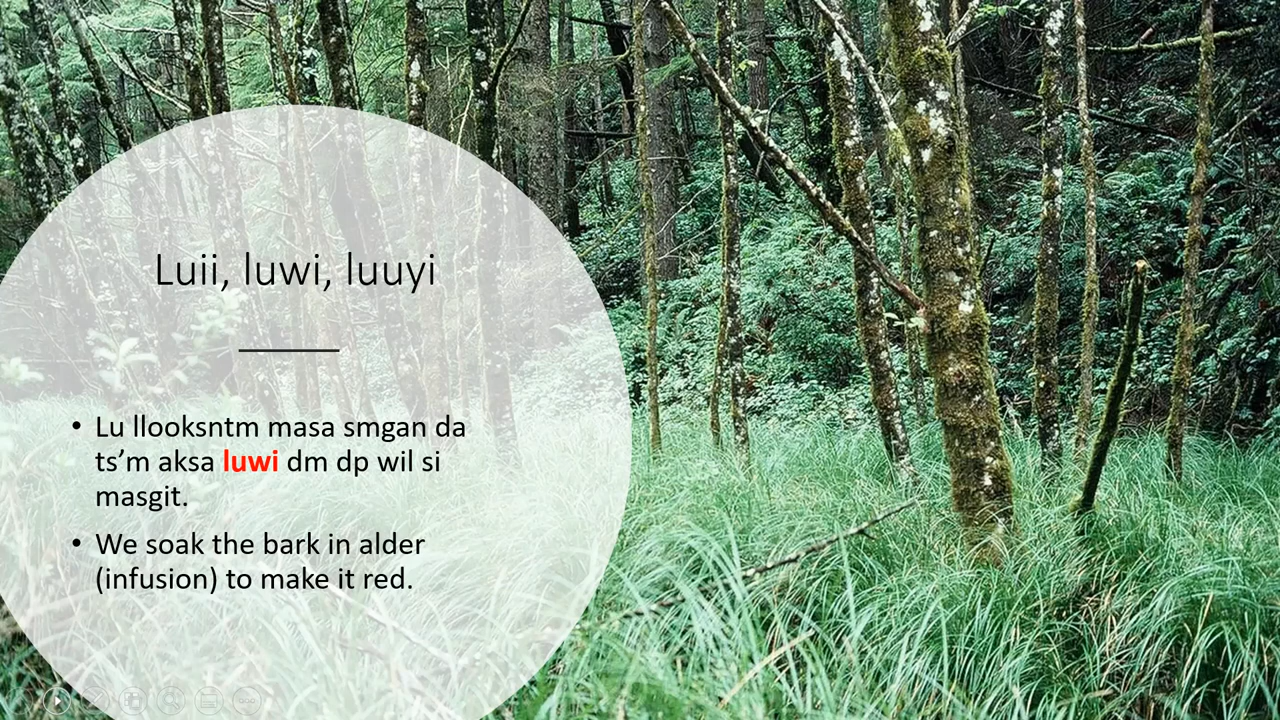 Luii, luwi, luuyi
• Lu llooksntm masa smgan da
ts’m aksa luwi dm dp wil si
masgit.
• We soak the bark in alder
(infusion) to make it red.